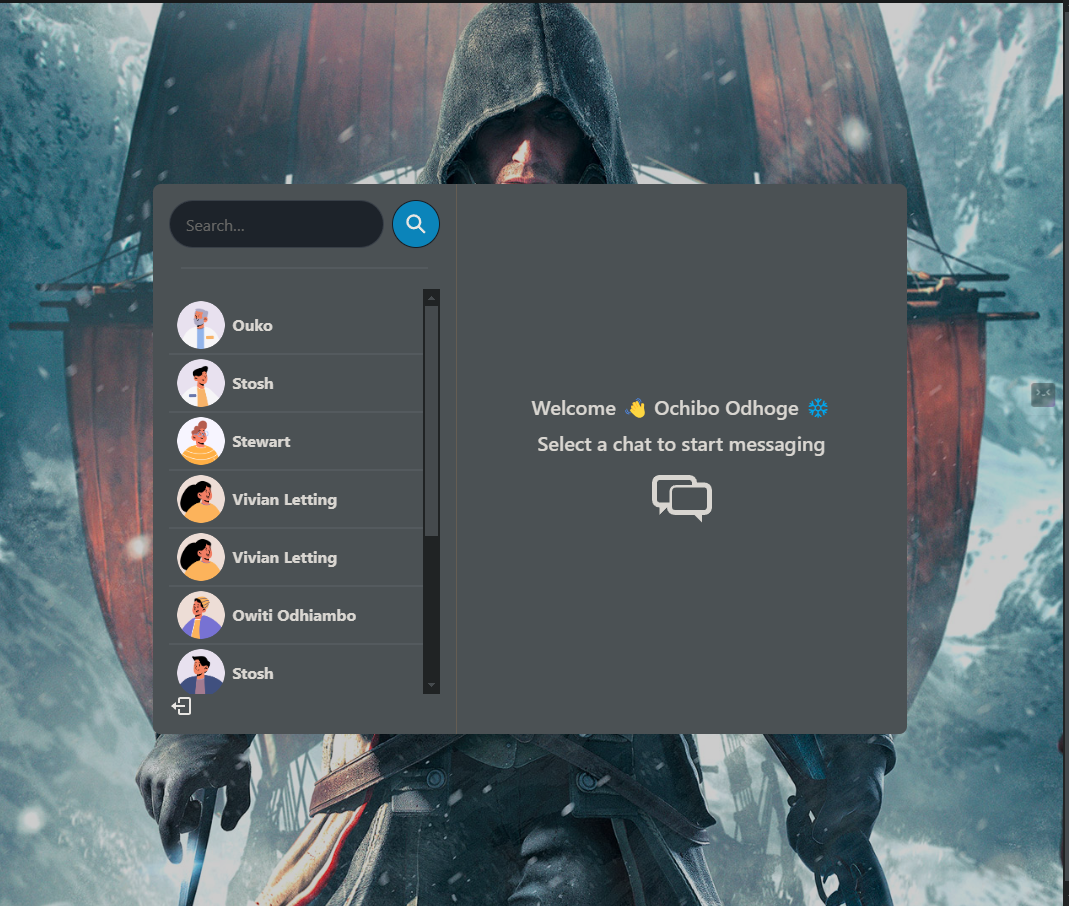 Search...
Ouko
Stosh
Stewart
Vivian Letting
Vivian Letting
Owiti Odhiambo
Stosh
Welcome 👋 Ochibo Odhoge ❄
Select a chat to start messaging